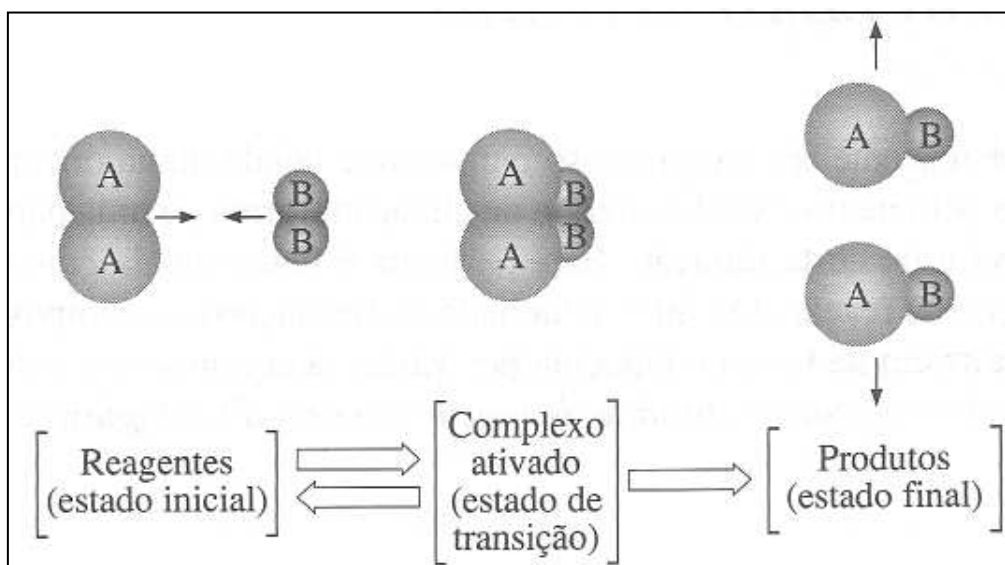 A
A
B
B
A
A
B
B
A
B
A
B
[Reagentes
(estado inicial)]
[Complexo
ativado
(estado de
transição)]
[Produtos
(estado final)]